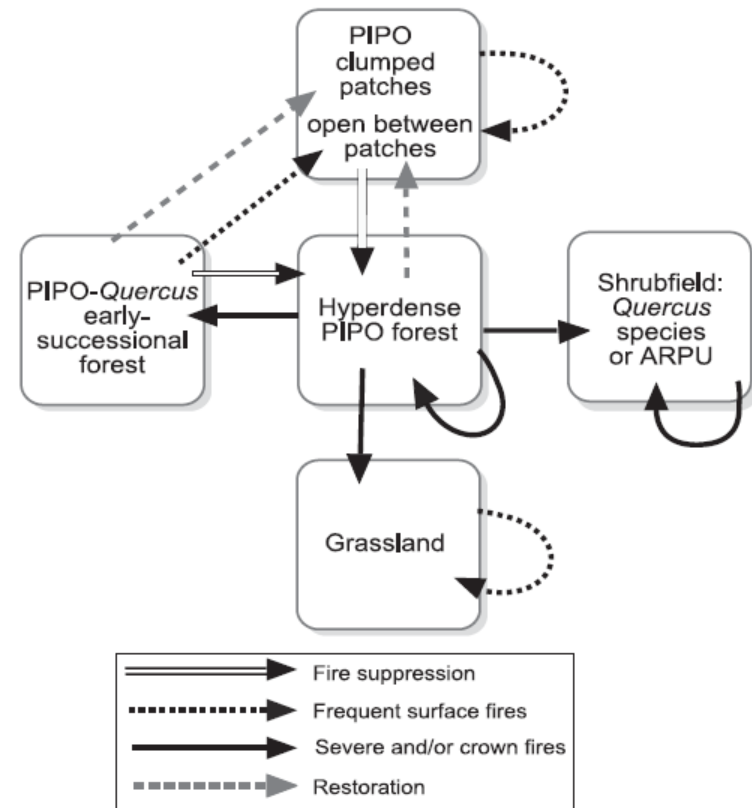 PIPO
clumped
patches
open between
patches
PIPO-Quercus
early-
successional
forest
Hyperdense
PIPO forest
Shrubfield:
Quercus
species
or ARPU
Grassland
Fire suppression
Frequent surface fires
Severe and/or crown fires
Restoration